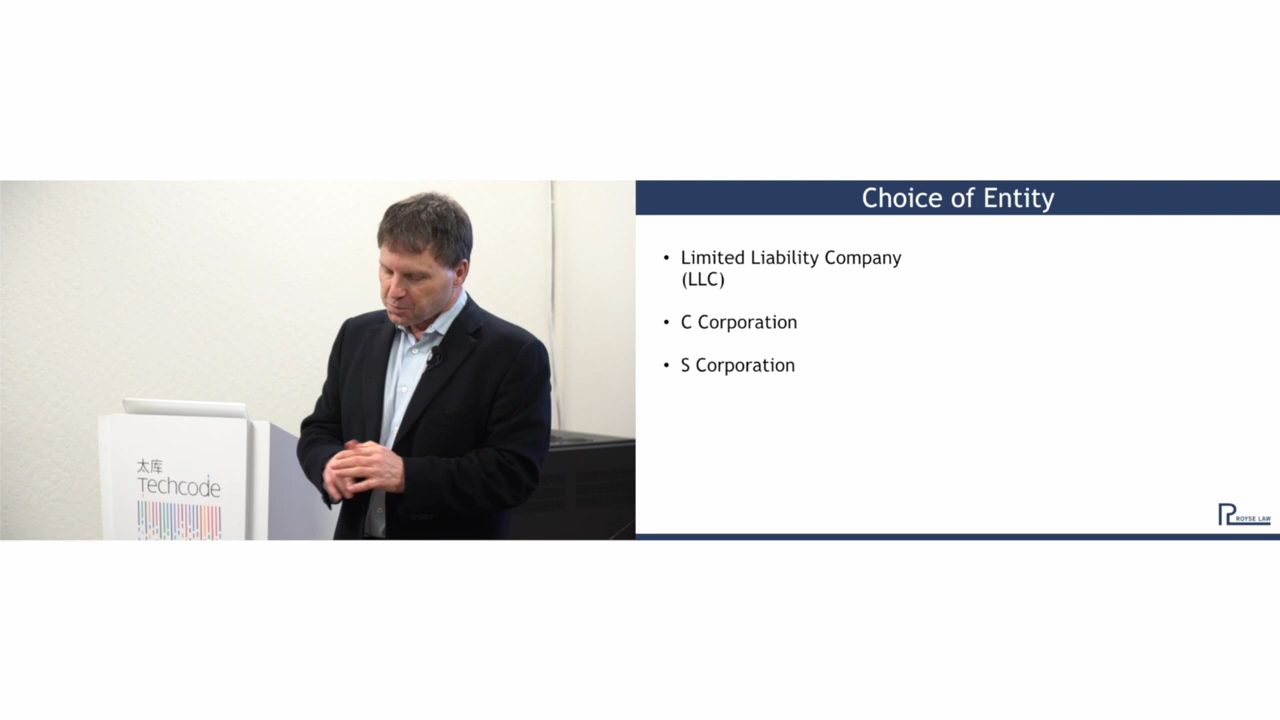 太库
Techcode
Choice of Entity
• Limited Liability Company
(LLC)
• C Corporation
• S Corporation
ROYSE LAW